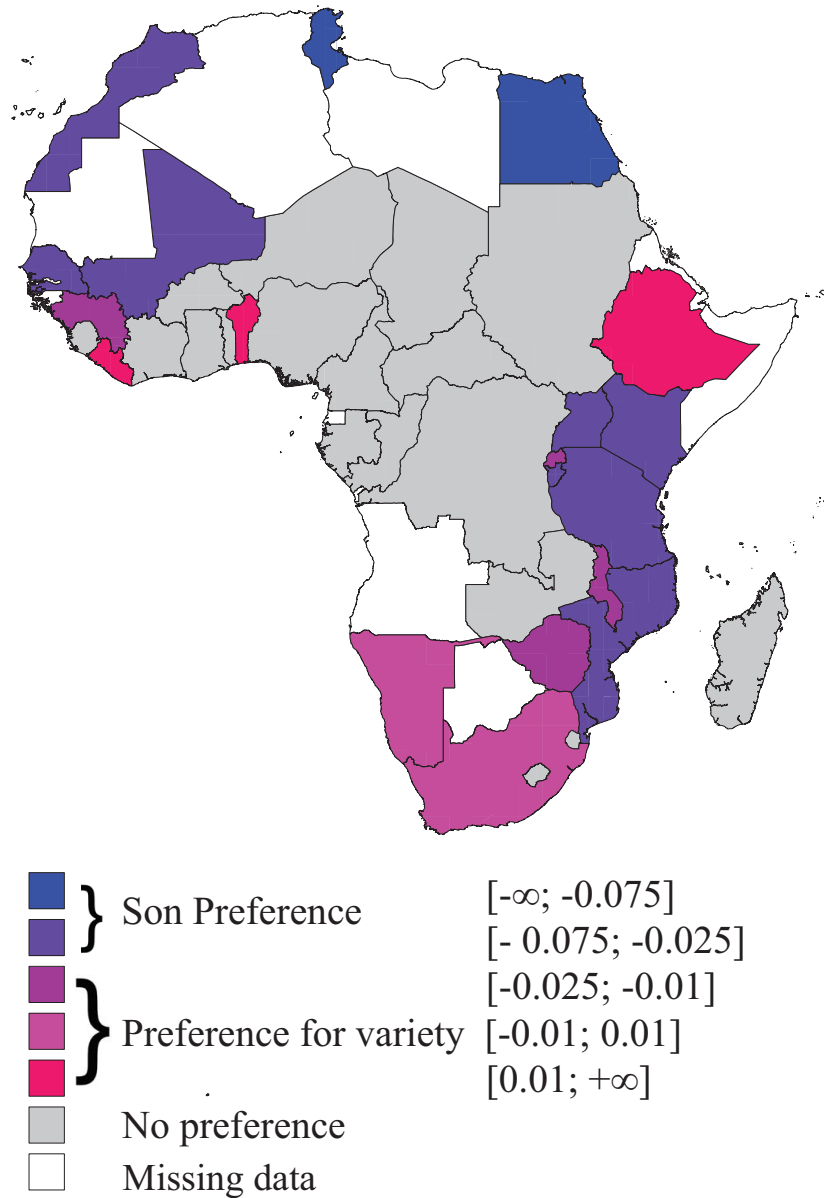 Son Preference
[-∞; -0.075]
[- 0.075; -0.025]
[-0.025; -0.01]
Preference for variety [-0.01; 0.01]
[0.01; +∞]
No preference
Missing data